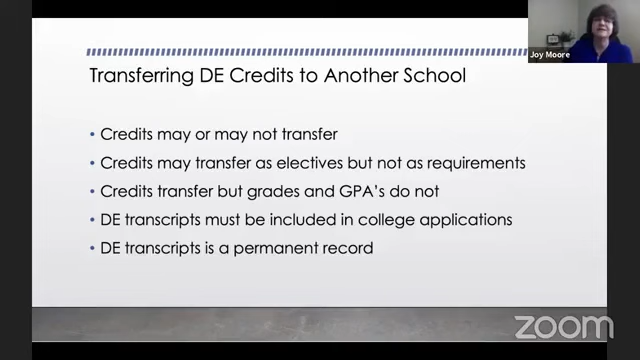 Joy Moore
Transferring DE Credits to Another School
• Credits may or may not transfer
• Credits may transfer as electives but not as requirements
• Credits transfer but grades and GPA's do not
• DE transcripts must be included in college applications
• DE transcripts is a permanent record
zoom